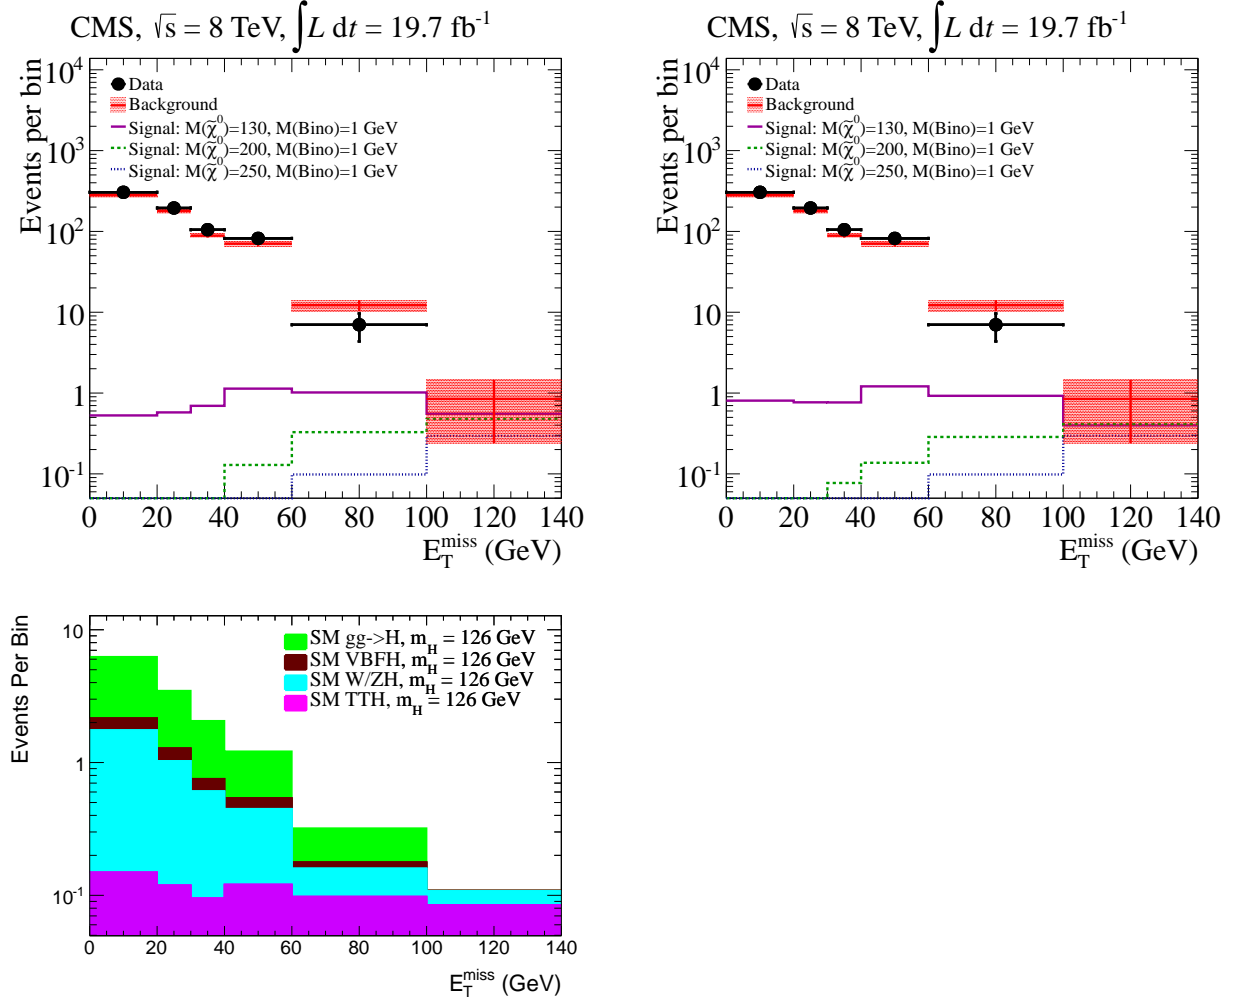 CMS, √s = 8 TeV, ∫L dt = 19.7 fb⁻¹
Events per bin
10⁴
10³
10²
10
1
10⁻¹
Data
Background
Signal: M(χ̃⁰)=130, M(Bino)=1 GeV
Signal: M(χ̃⁰)=200, M(Bino)=1 GeV
Signal: M(χ̃⁰)=250, M(Bino)=1 GeV
0 20 40 60 80 100 120 140
E_T^miss (GeV)
CMS, √s = 8 TeV, ∫L dt = 19.7 fb⁻¹
Events per bin
10⁴
10³
10²
10
1
10⁻¹
Data
Background
Signal: M(χ̃⁰)=130, M(Bino)=1 GeV
Signal: M(χ̃⁰)=200, M(Bino)=1 GeV
Signal: M(χ̃⁰)=250, M(Bino)=1 GeV
0 20 40 60 80 100 120 140
E_T^miss (GeV)
Events Per Bin
10
1
10⁻¹
SM gg->H, m_H = 126 GeV
SM VBFH, m_H = 126 GeV
SM W/ZH, m_H = 126 GeV
SM TTH, m_H = 126 GeV
0 20 40 60 80 100 120 140
E_T^miss (GeV)